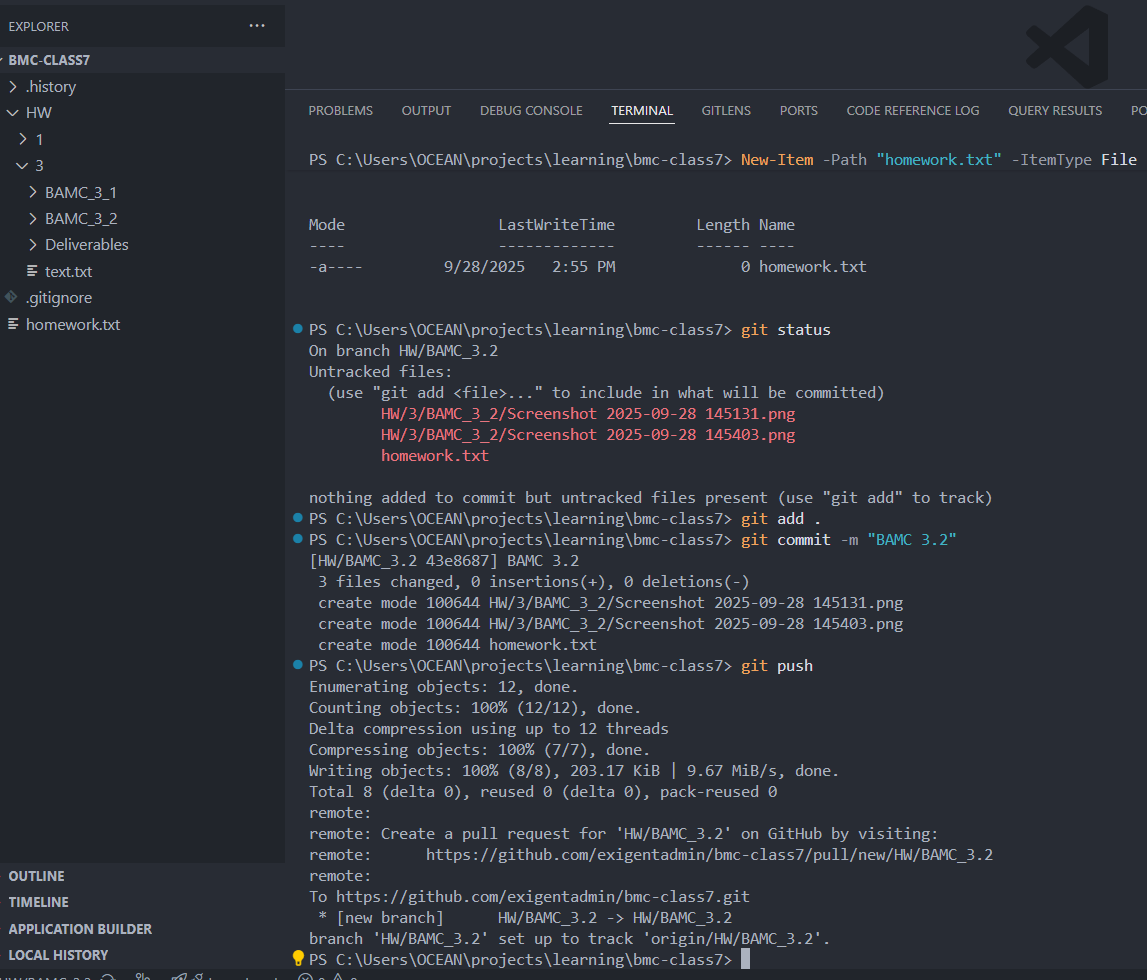 EXPLORER
BMC-CLASS7
.history
HW
1
3
BAMC_3_1
BAMC_3_2
Deliverables
text.txt
.gitignore
homework.txt
OUTLINE
TIMELINE
APPLICATION BUILDER
LOCAL HISTORY
PROBLEMS OUTPUT DEBUG CONSOLE TERMINAL GITLENS PORTS CODE REFERENCE LOG QUERY RESULTS PO
PS C:\Users\OCEAN\projects\learning\bmc-class7> New-Item -Path "homework.txt" -ItemType File
Mode LastWriteTime Length Name
---- ------------- ------ ----
-a---- 9/28/2025 2:55 PM 0 homework.txt
PS C:\Users\OCEAN\projects\learning\bmc-class7> git status
On branch HW/BAMC_3.2
Untracked files:
(use "git add <file>..." to include in what will be committed)
HW/3/BAMC_3_2/Screenshot 2025-09-28 145131.png
HW/3/BAMC_3_2/Screenshot 2025-09-28 145403.png
homework.txt
nothing added to commit but untracked files present (use "git add" to track)
PS C:\Users\OCEAN\projects\learning\bmc-class7> git add .
PS C:\Users\OCEAN\projects\learning\bmc-class7> git commit -m "BAMC 3.2"
[HW/BAMC_3.2 43e8687] BAMC 3.2
3 files changed, 0 insertions(+), 0 deletions(-)
create mode 100644 HW/3/BAMC_3_2/Screenshot 2025-09-28 145131.png
create mode 100644 HW/3/BAMC_3_2/Screenshot 2025-09-28 145403.png
create mode 100644 homework.txt
PS C:\Users\OCEAN\projects\learning\bmc-class7> git push
Enumerating objects: 12, done.
Counting objects: 100% (12/12), done.
Delta compression using up to 12 threads
Compressing objects: 100% (7/7), done.
Writing objects: 100% (8/8), 203.17 KiB | 9.67 MiB/s, done.
Total 8 (delta 0), reused 0 (delta 0), pack-reused 0
remote:
remote: Create a pull request for 'HW/BAMC_3.2' on GitHub by visiting:
remote: https://github.com/exigentadmin/bmc-class7/pull/new/HW/BAMC_3.2
remote:
To https://github.com/exigentadmin/bmc-class7.git
* [new branch] HW/BAMC_3.2 -> HW/BAMC_3.2
branch 'HW/BAMC_3.2' set up to track 'origin/HW/BAMC_3.2'.
PS C:\Users\OCEAN\projects\learning\bmc-class7>